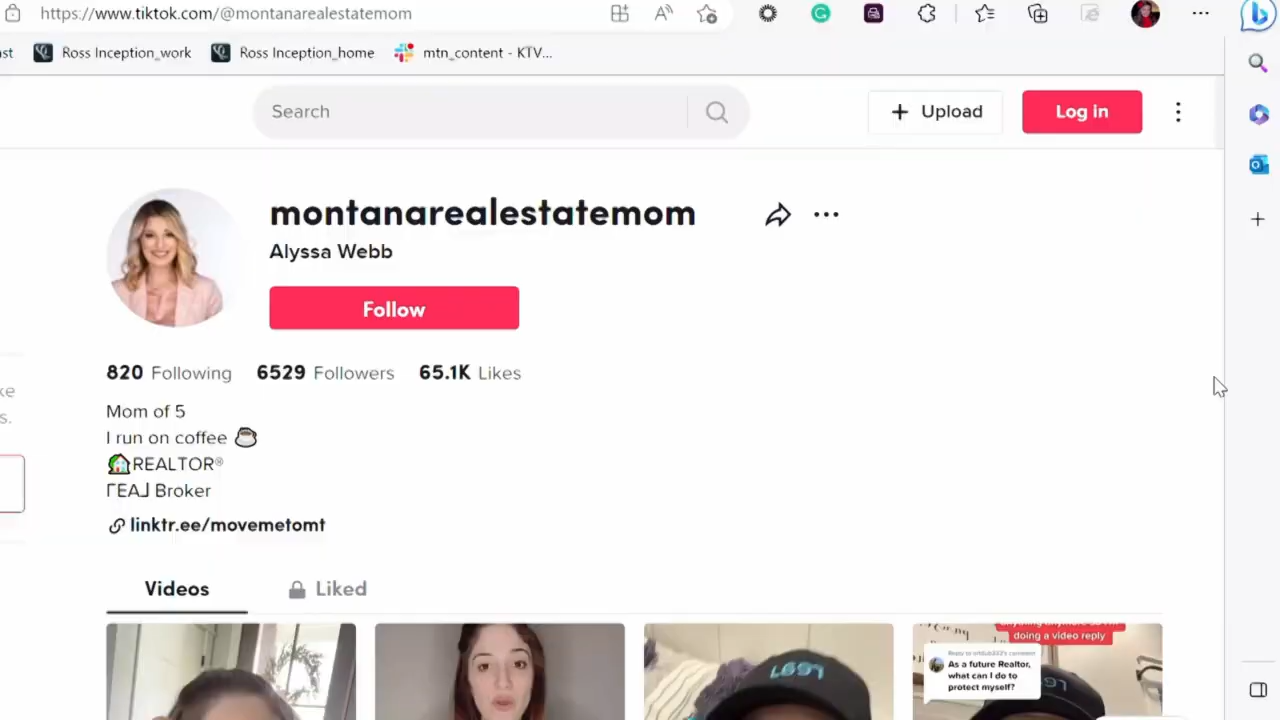 https://www.tiktok.com/@montanarealestatemom
Ross Inception_work
Ross Inception_home
mtn_content - KTV...
Search
+ Upload
Log in
montanarealestatemom
Alyssa Webb
Follow
820 Following 6529 Followers 65.1K Likes
Mom of 5
I run on coffee ☕
🏡REALTOR®
ΓEA⅃ Broker
linktr.ee/movemetomt
Videos
Liked
doing a video reply
As a future Realtor,
what can I do to
protect myself?